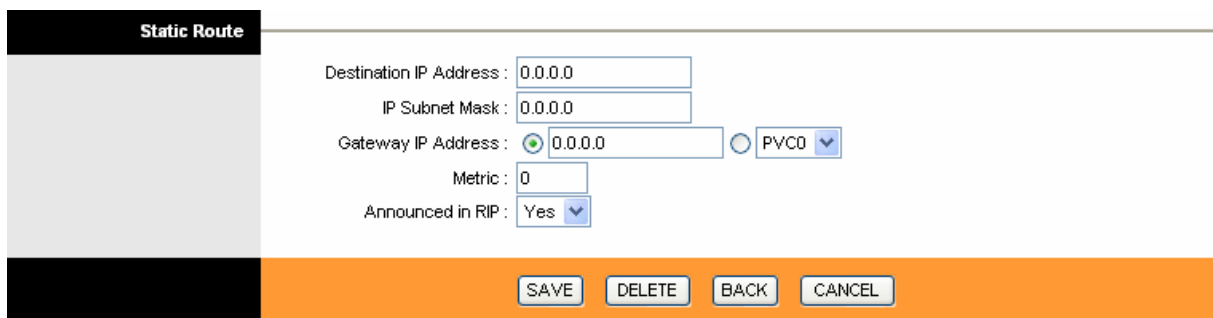 Static Route
Destination IP Address : 0.0.0.0
IP Subnet Mask : 0.0.0.0
Gateway IP Address : 0.0.0.0 PVC0
Metric : 0
Announced in RIP : Yes
SAVE DELETE BACK CANCEL